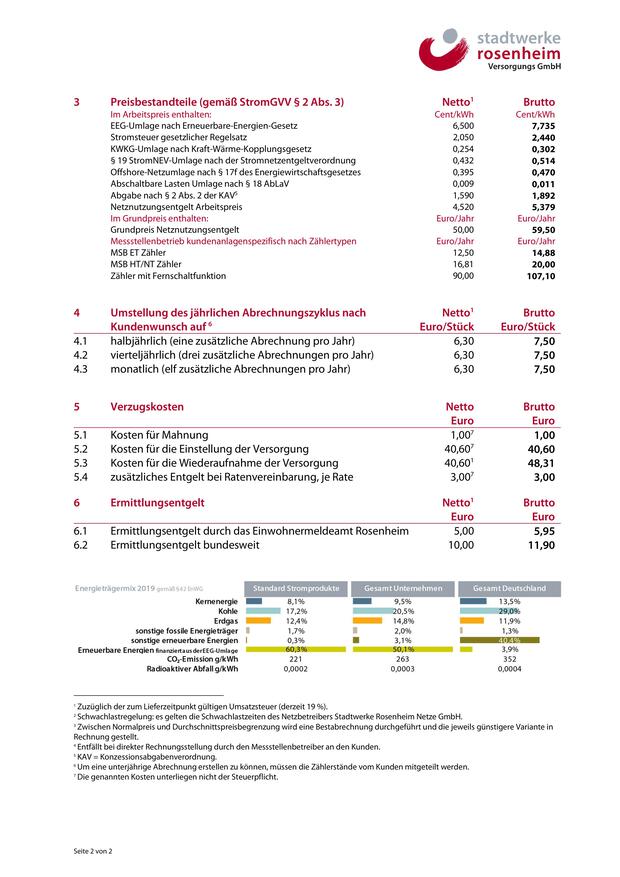 stadtwerke
rosenheim
Versorgungs GmbH
3 Preisbestandteile (gemäß StromGVV § 2 Abs. 3) Netto¹ Brutto
Im Arbeitspreis enthalten: Cent/kWh Cent/kWh
EEG-Umlage nach Erneuerbare-Energien-Gesetz 6,500 7,735
Stromsteuer gesetzlicher Regelsatz 2,050 2,440
KWKG-Umlage nach Kraft-Wärme-Kopplungsgesetz 0,254 0,302
§ 19 StromNEV-Umlage nach der Stromnetzentgeltverordnung 0,432 0,514
Offshore-Netzumlage nach § 17f des Energiewirtschaftsgesetzes 0,395 0,470
Abschaltbare Lasten Umlage nach § 18 AbLaV 0,009 0,011
Abgabe nach § 2 Abs. 2 der KAV⁵ 1,590 1,892
Netznutzungsentgelt Arbeitspreis 4,520 5,379
Im Grundpreis enthalten: Euro/Jahr Euro/Jahr
Grundpreis Netznutzungsentgelt 50,00 59,50
Messstellenbetrieb kundenanlagenspezifisch nach Zählertypen Euro/Jahr Euro/Jahr
MSB ET Zähler 12,50 14,88
MSB HT/NT Zähler 16,81 20,00
Zähler mit Fernschaltfunktion 90,00 107,10
4 Umstellung des jährlichen Abrechnungszyklus nach Netto¹ Brutto
Kundenwunsch auf ⁶ Euro/Stück Euro/Stück
4.1 halbjährlich (eine zusätzliche Abrechnung pro Jahr) 6,30 7,50
4.2 vierteljährlich (drei zusätzliche Abrechnungen pro Jahr) 6,30 7,50
4.3 monatlich (elf zusätzliche Abrechnungen pro Jahr) 6,30 7,50
5 Verzugskosten Netto Brutto
Euro Euro
5.1 Kosten für Mahnung 1,00⁷ 1,00
5.2 Kosten für die Einstellung der Versorgung 40,60⁷ 40,60
5.3 Kosten für die Wiederaufnahme der Versorgung 40,60¹ 48,31
5.4 zusätzliches Entgelt bei Ratenvereinbarung, je Rate 3,00⁷ 3,00
6 Ermittlungsentgelt Netto¹ Brutto
Euro Euro
6.1 Ermittlungsentgelt durch das Einwohnermeldeamt Rosenheim 5,00 5,95
6.2 Ermittlungsentgelt bundesweit 10,00 11,90
Energieträgermix 2019 gemäß §42 EnWG Standard Stromprodukte Gesamt Unternehmen Gesamt Deutschland
Kernenergie 8,1% 9,5% 13,5%
Kohle 17,2% 20,5% 29,0%
Erdgas 12,4% 14,8% 11,9%
sonstige fossile Energieträger 1,7% 2,0% 1,3%
sonstige erneuerbare Energien 0,3% 3,1% 40,4%
Erneuerbare Energien finanziert aus der EEG-Umlage 60,3% 50,1% 3,9%
CO₂-Emission g/kWh 221 263 352
Radioaktiver Abfall g/kWh 0,0002 0,0003 0,0004
¹ Zuzüglich der zum Lieferzeitpunkt gültigen Umsatzsteuer (derzeit 19 %).
² Schwachlastregelung: es gelten die Schwachlastzeiten des Netzbetreibers Stadtwerke Rosenheim Netze GmbH.
³ Zwischen Normalpreis und Durchschnittspreisbegrenzung wird eine Bestabrechnung durchgeführt und die jeweils günstigere Variante in
Rechnung gestellt.
⁴ Entfällt bei direkter Rechnungsstellung durch den Messstellenbetreiber an den Kunden.
⁵ KAV = Konzessionsabgabenverordnung.
⁶ Um eine unterjährige Abrechnung erstellen zu können, müssen die Zählerstände vom Kunden mitgeteilt werden.
⁷ Die genannten Kosten unterliegen nicht der Steuerpflicht.
Seite 2 von 2